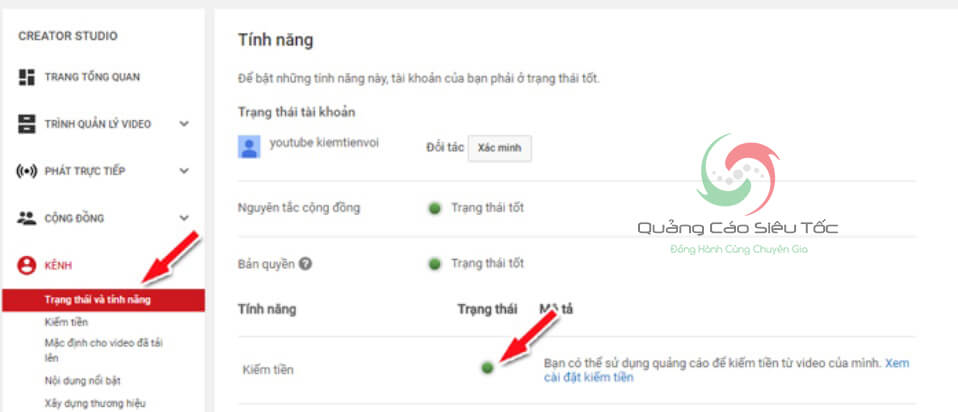 CREATOR STUDIO
TRANG TỔNG QUAN
TRÌNH QUẢN LÝ VIDEO
PHÁT TRỰC TIẾP
CỘNG ĐỒNG
KÊNH
Trạng thái và tính năng
Kiếm tiền
Mặc định cho video đã tải
lên
Nội dung nổi bật
Xây dựng thương hiệu
Tính năng
Để bật những tính năng này, tài khoản của bạn phải ở trạng thái tốt.
Trạng thái tài khoản
youtube kiemtienvoi Đối tác Xác minh
Nguyên tắc cộng đồng Trạng thái tốt
Bản quyền ? Trạng thái tốt
Tính năng Trạng thái Mô tả
Kiếm tiền Bạn có thể sử dụng quảng cáo để kiếm tiền từ video của mình. Xem
cài đặt kiếm tiền
Quảng Cáo Siêu Tốc
Đồng Hành Cùng Chuyên Gia